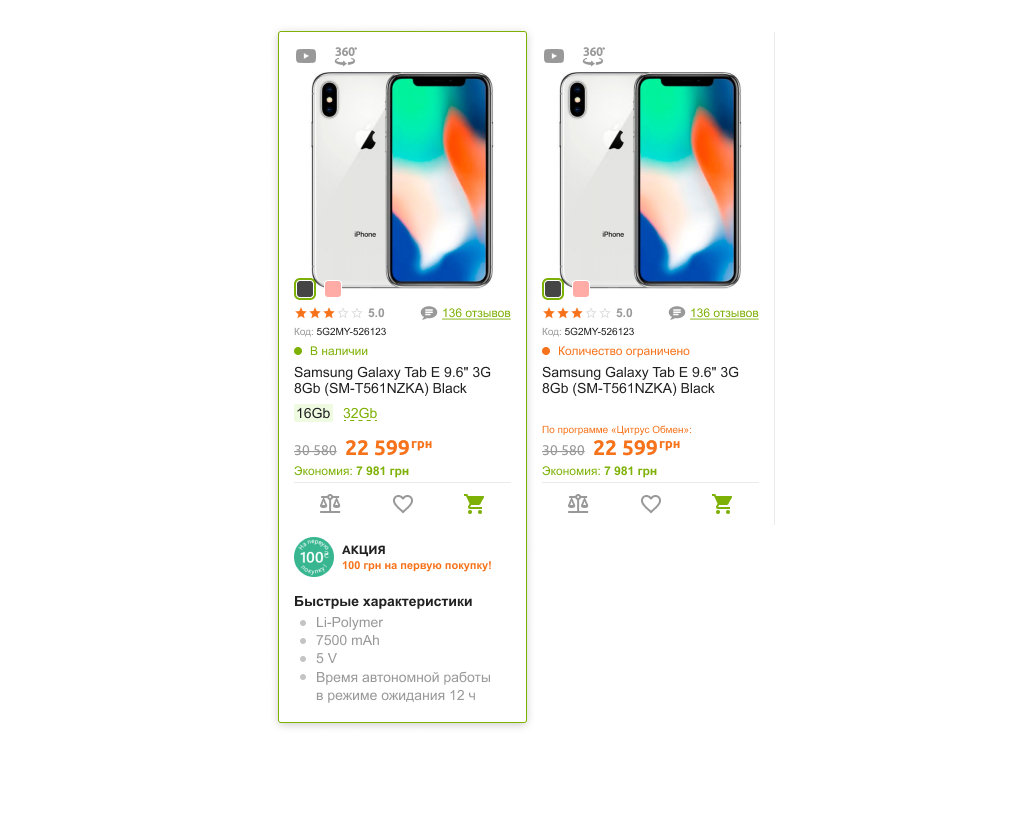 360°
iPhone
5.0
136 отзывов
Код: 5G2MY-526123
В наличии
Samsung Galaxy Tab E 9.6" 3G
8Gb (SM-T561NZKA) Black
16Gb 32Gb
30 580 22 599 грн
Экономия: 7 981 грн
На первую
100
покупку!
АКЦИЯ
100 грн на первую покупку!
Быстрые характеристики
Li-Polymer
7500 mAh
5 V
Время автономной работы
в режиме ожидания 12 ч
360°
iPhone
5.0
136 отзывов
Код: 5G2MY-526123
Количество ограничено
Samsung Galaxy Tab E 9.6" 3G
8Gb (SM-T561NZKA) Black
По программе «Цитрус Обмен»:
30 580 22 599 грн
Экономия: 7 981 грн